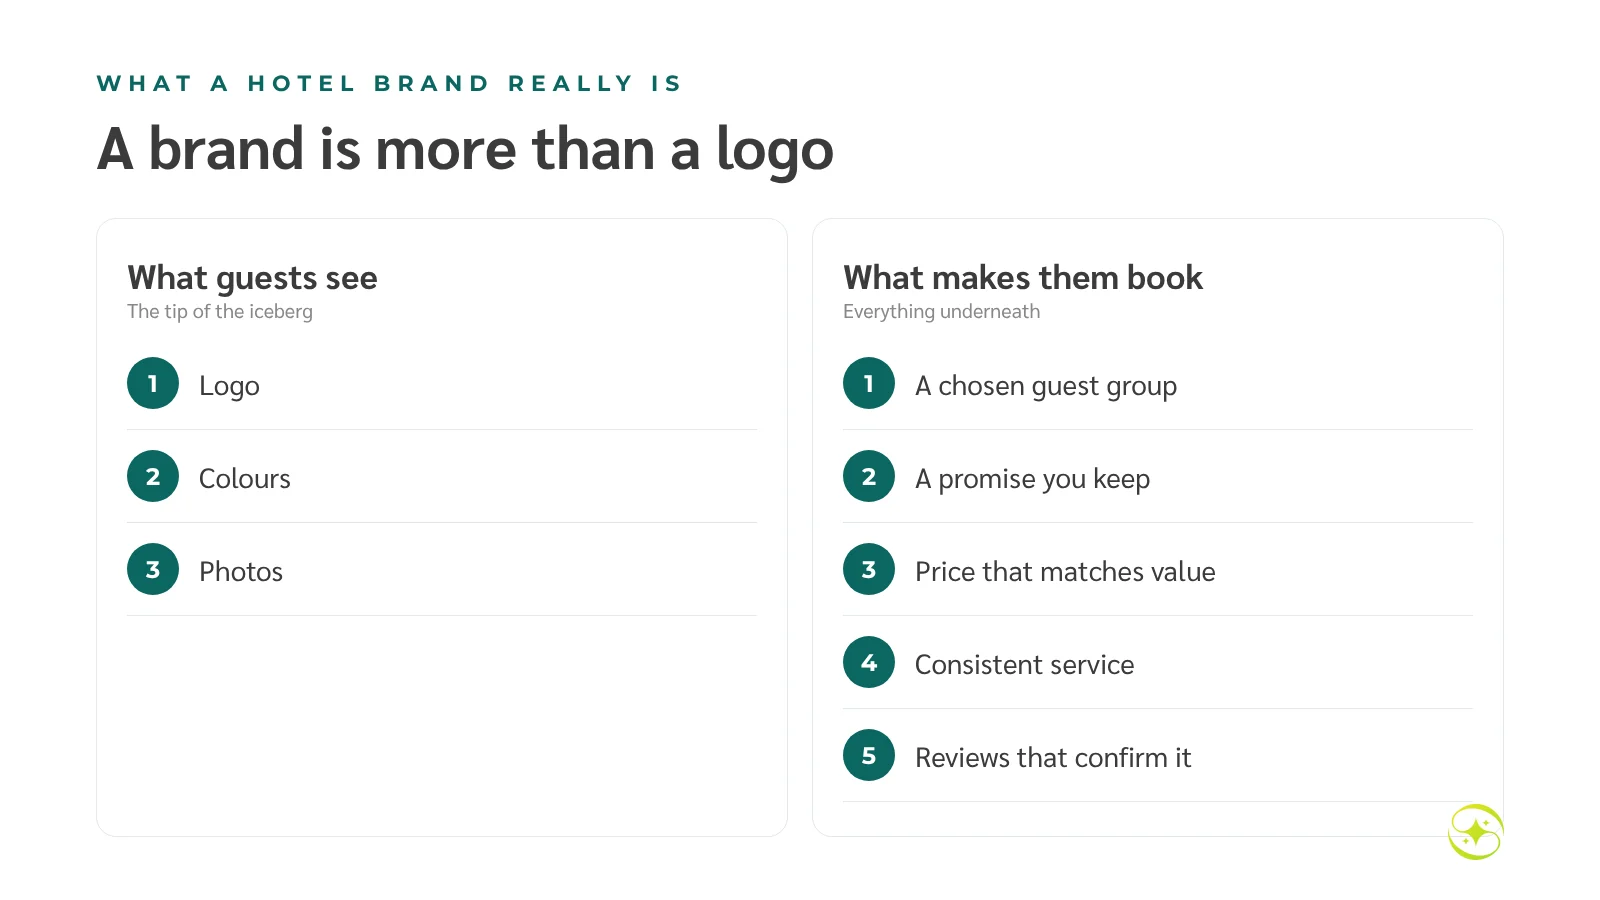 WHAT A HOTEL BRAND REALLY IS
A brand is more than a logo
What guests see
The tip of the iceberg
1 Logo
2 Colours
3 Photos
What makes them book
Everything underneath
1 A chosen guest group
2 A promise you keep
3 Price that matches value
4 Consistent service
5 Reviews that confirm it